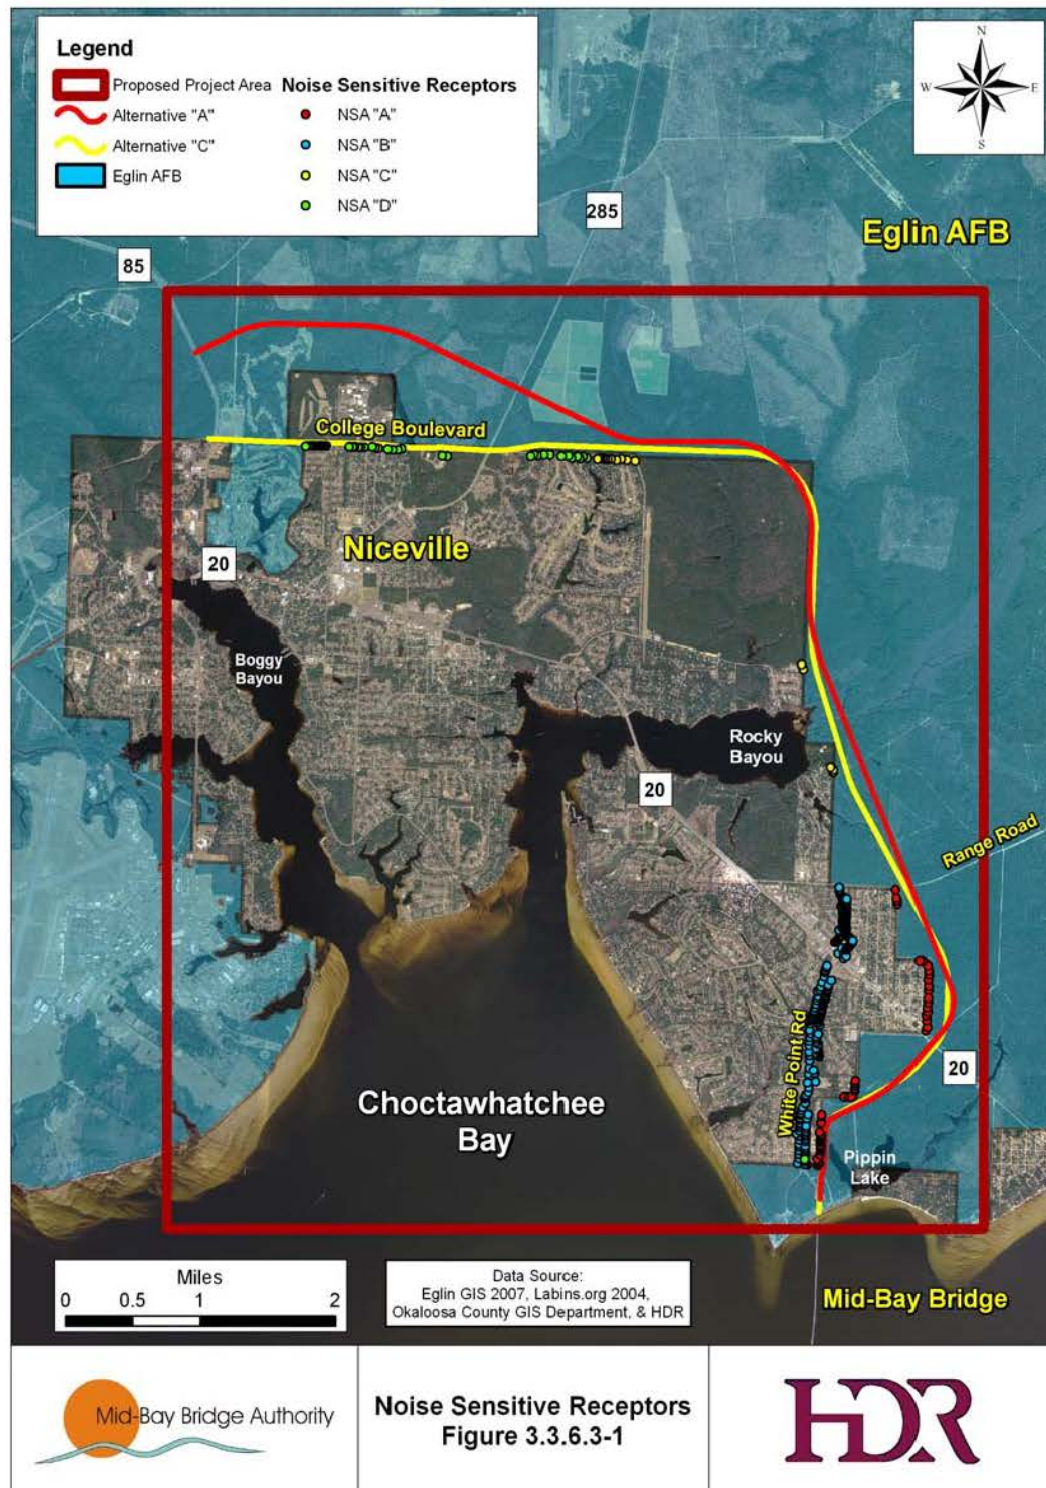 Legend
Proposed Project Area
Alternative "A"
Alternative "C"
Eglin AFB
Noise Sensitive Receptors
NSA "A"
NSA "B"
NSA "C"
NSA "D"
N
W
E
S
285
Eglin AFB
85
College Boulevard
Niceville
20
Boggy
Bayou
Rocky
Bayou
20
Range Road
White Point Rd
20
Choctawhatchee
Bay
Pippin
Lake
Mid-Bay Bridge
Miles
0 0.5 1 2
Data Source:
Eglin GIS 2007, Labins.org 2004,
Okaloosa County GIS Department, & HDR
Mid-Bay Bridge Authority
Noise Sensitive Receptors
Figure 3.3.6.3-1
HDR